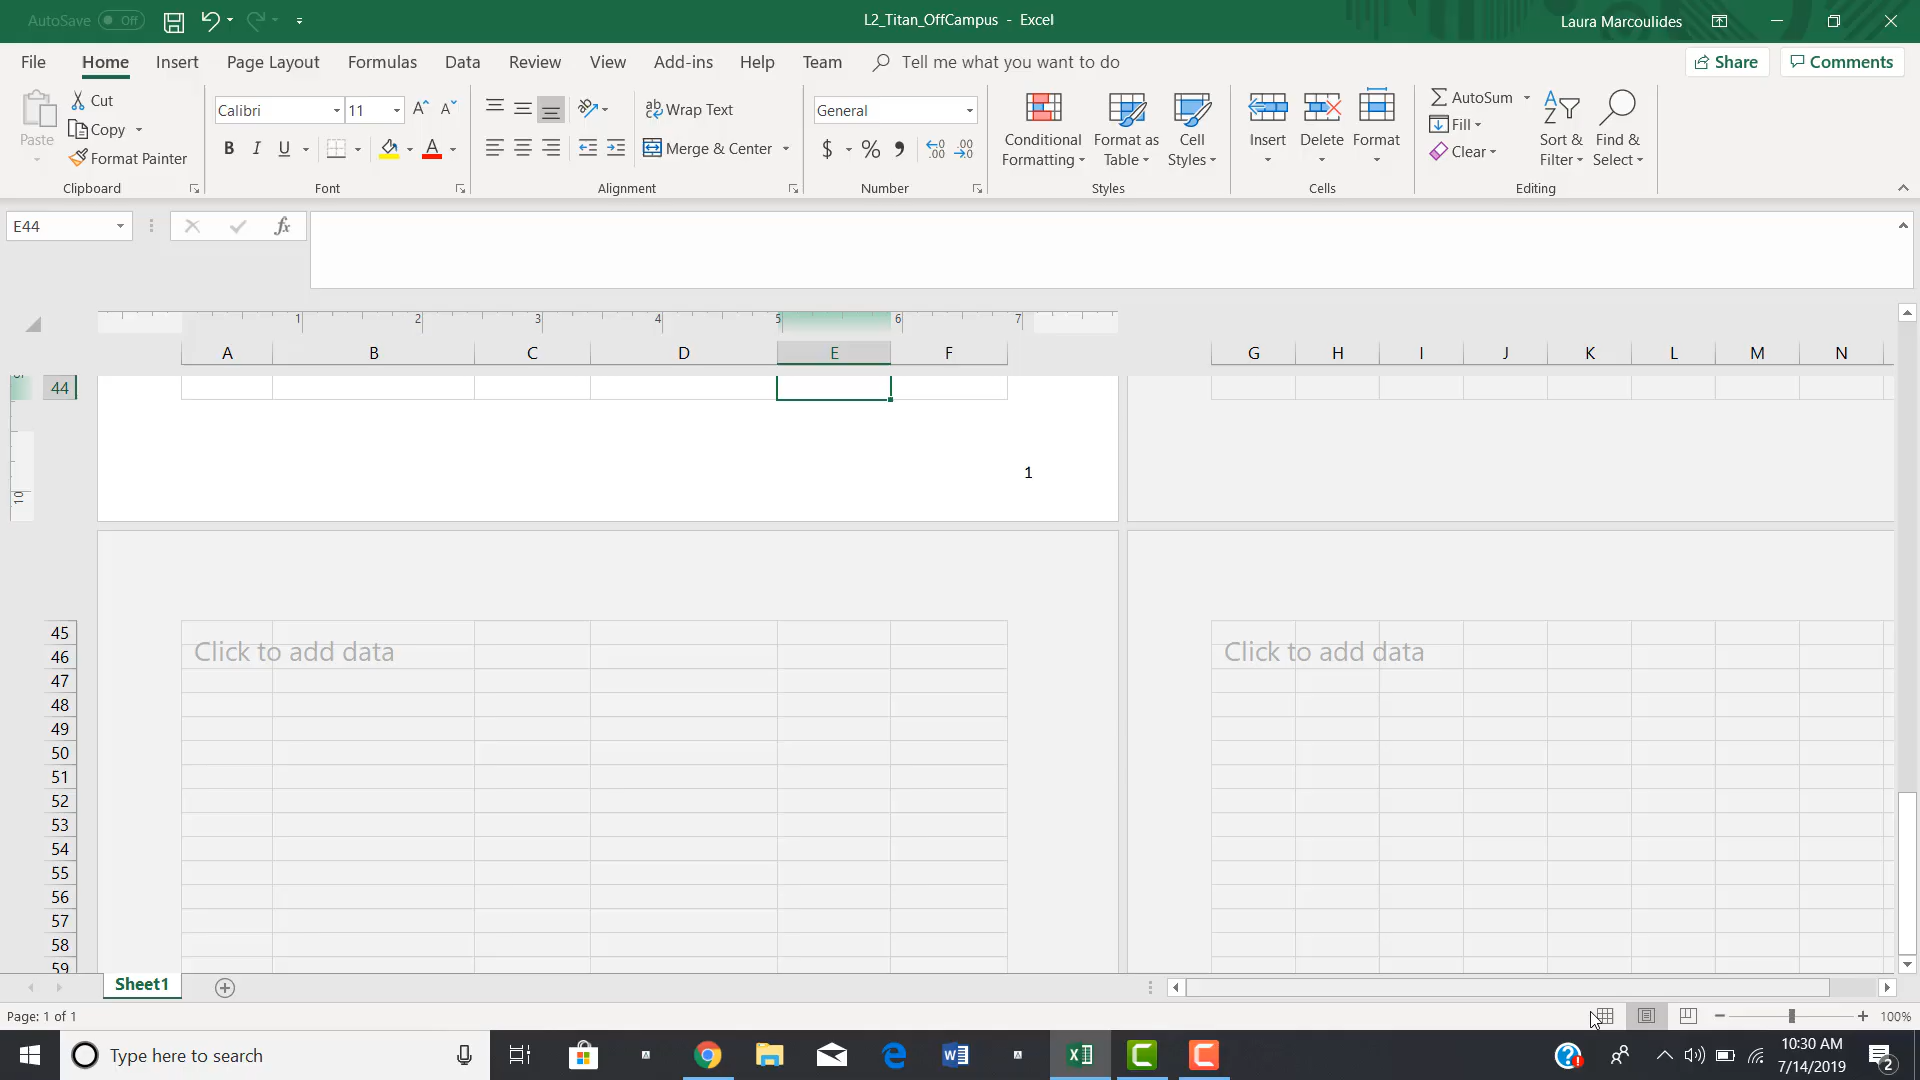 AutoSave Off
L2_Titan_OffCampus - Excel
Laura Marcoulides
File Home Insert Page Layout Formulas Data Review View Add-ins Help Team Tell me what you want to do
Share Comments
Paste
Cut
Copy
Format Painter
Clipboard
Calibri 11
B I U
Font
Wrap Text
Merge & Center
Alignment
General
$ % ,
Number
Conditional Formatting
Format as Table
Cell Styles
Styles
Insert Delete Format
Cells
AutoSum
Fill
Clear
Sort & Filter
Find & Select
Editing
E44
fx
1 2 3 4 5 6 7
A B C D E F G H I J K L M N
44
10
1
45
46
Click to add data Click to add data
47
48
49
50
51
52
53
54
55
56
57
58
59
Sheet1
Page: 1 of 1
100%
Type here to search
10:30 AM
7/14/2019
2